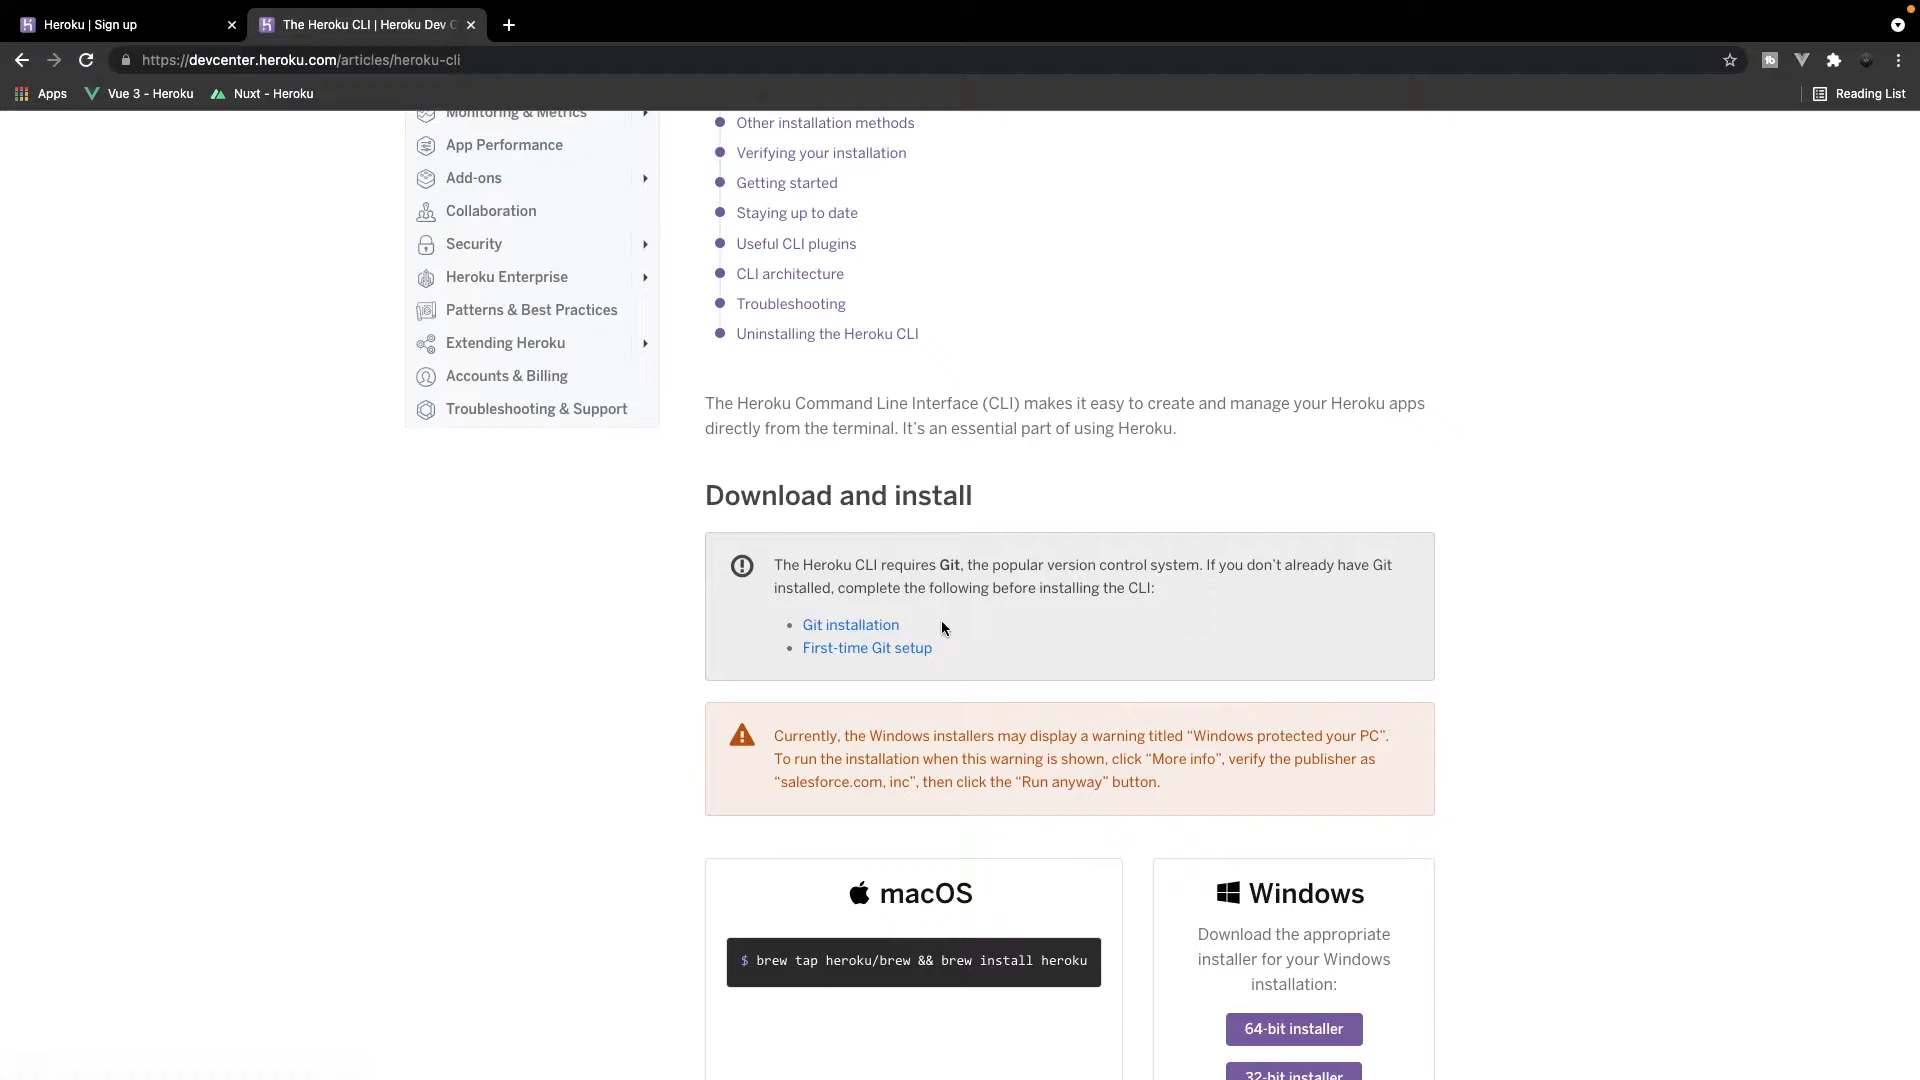 Heroku | Sign up
The Heroku CLI | Heroku Dev C
https://devcenter.heroku.com/articles/heroku-cli
Apps
Vue 3 - Heroku
Nuxt - Heroku
Reading List
Monitoring & Metrics
App Performance
Add-ons
Collaboration
Security
Heroku Enterprise
Patterns & Best Practices
Extending Heroku
Accounts & Billing
Troubleshooting & Support
Other installation methods
Verifying your installation
Getting started
Staying up to date
Useful CLI plugins
CLI architecture
Troubleshooting
Uninstalling the Heroku CLI
The Heroku Command Line Interface (CLI) makes it easy to create and manage your Heroku apps
directly from the terminal. It’s an essential part of using Heroku.
Download and install
The Heroku CLI requires Git, the popular version control system. If you don’t already have Git
installed, complete the following before installing the CLI:
• Git installation
• First-time Git setup
Currently, the Windows installers may display a warning titled “Windows protected your PC”.
To run the installation when this warning is shown, click “More info”, verify the publisher as
“salesforce.com, inc”, then click the “Run anyway” button.
macOS
$ brew tap heroku/brew && brew install heroku
Windows
Download the appropriate
installer for your Windows
installation:
64-bit installer
32-bit installer